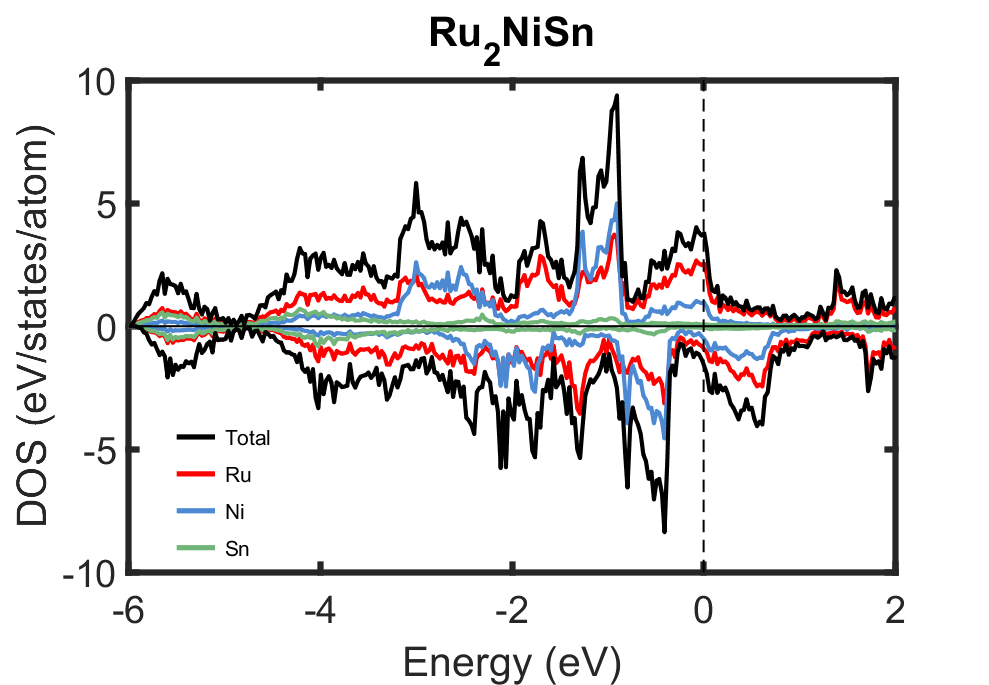 Ru2NiSn
10
5
0
-5
-10
DOS (eV/states/atom)
Total
Ru
Ni
Sn
-6 -4 -2 0 2
Energy (eV)